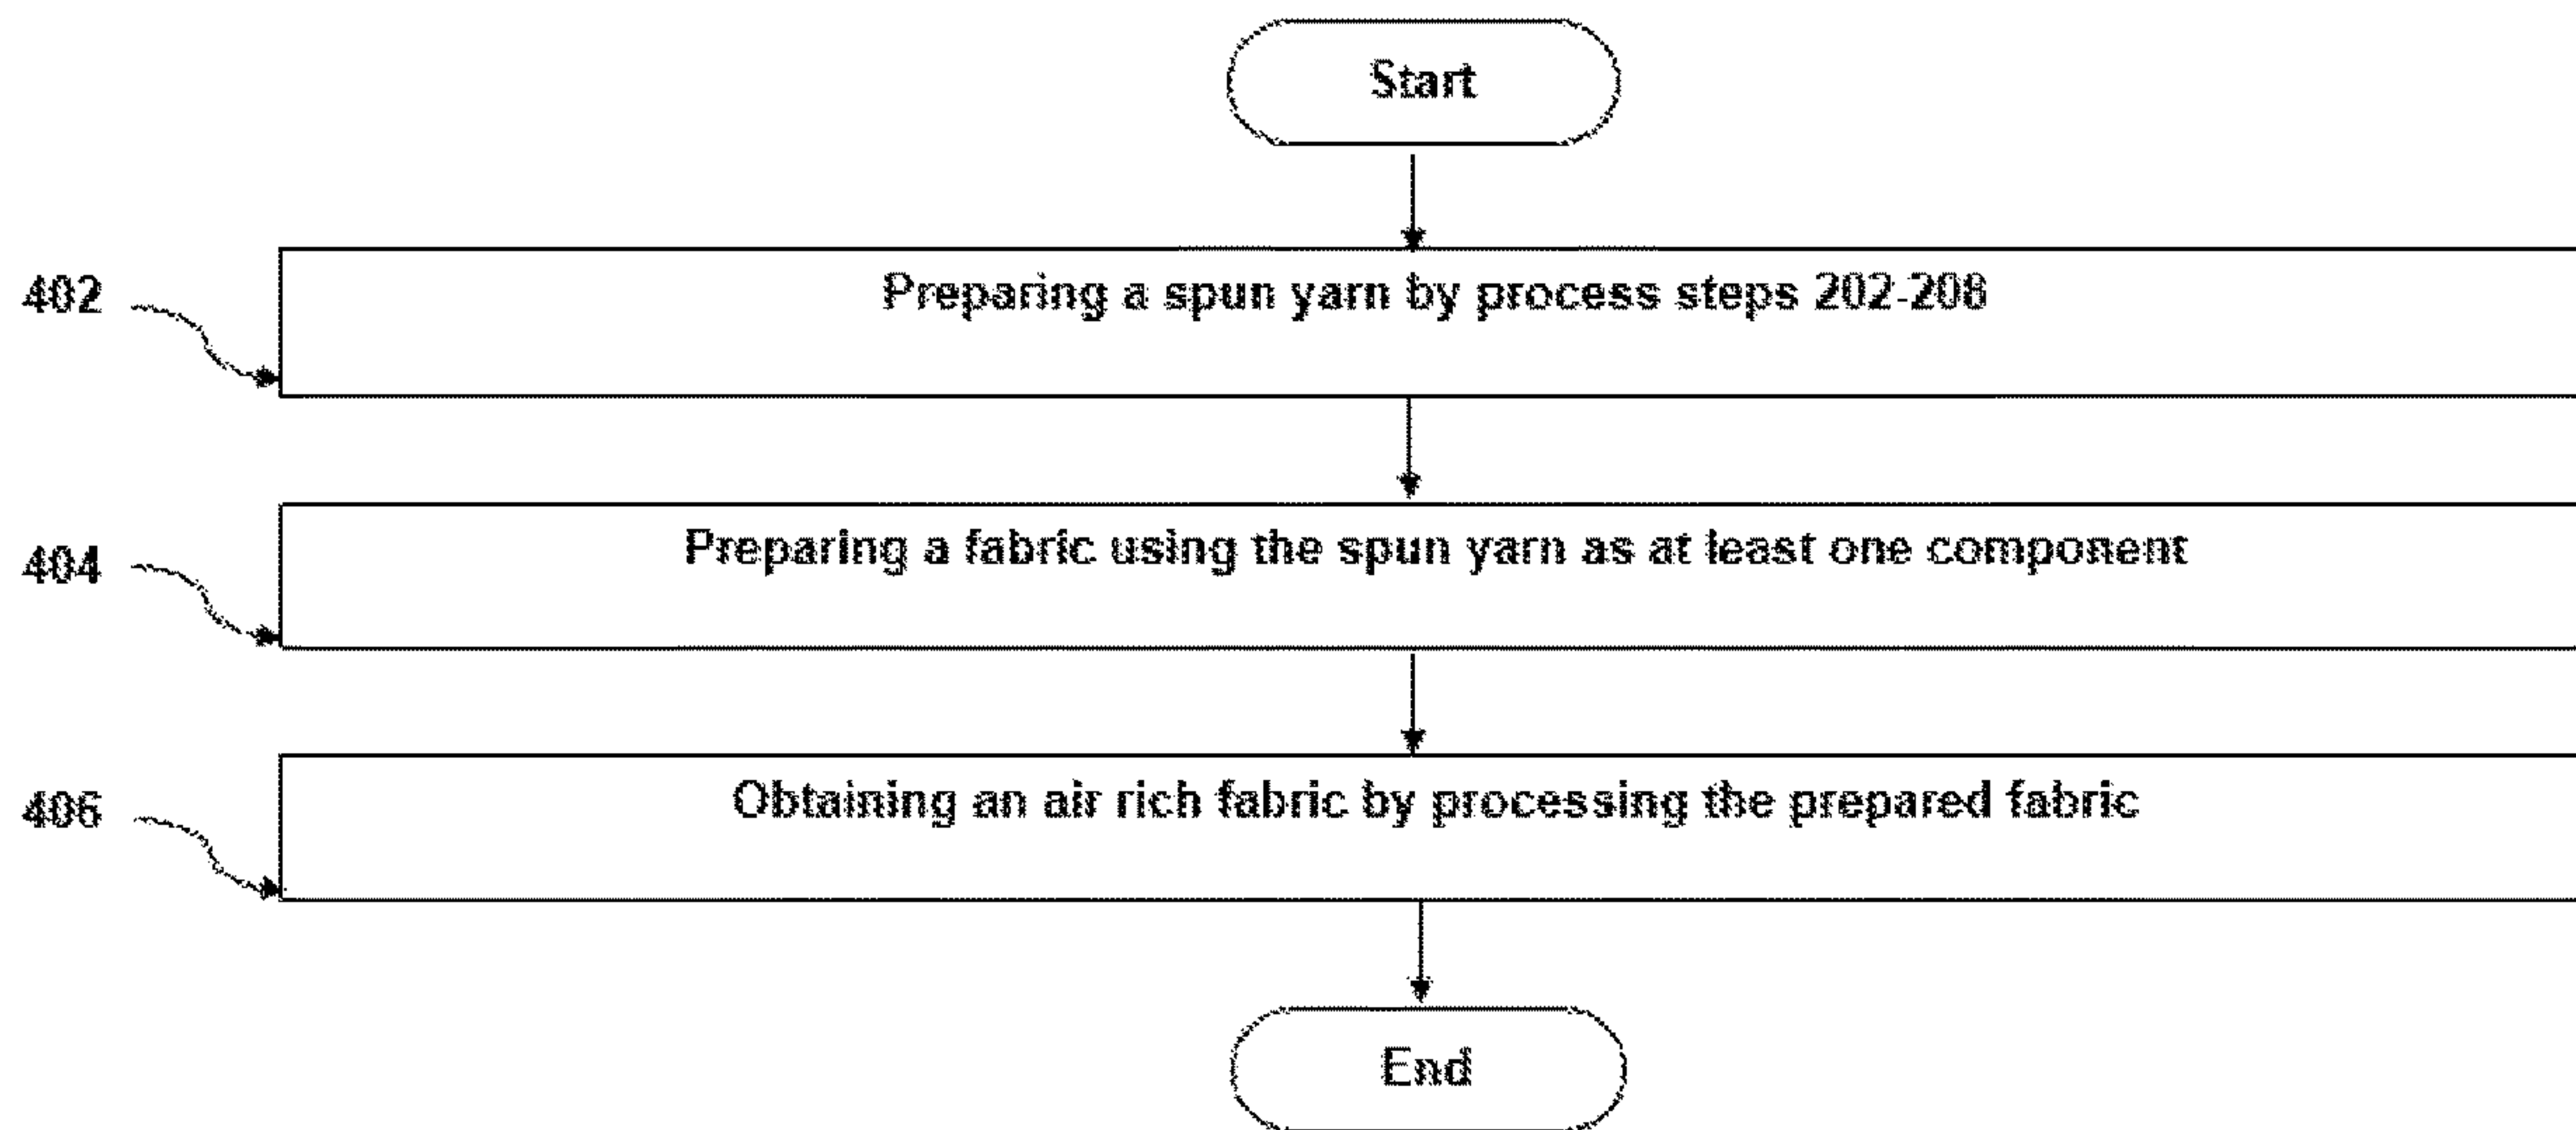 Start
402
Preparing a spun yarn by process steps 202-208
404
Preparing a fabric using the spun yarn as at least one component
406
Obtaining an air rich fabric by processing the prepared fabric
End